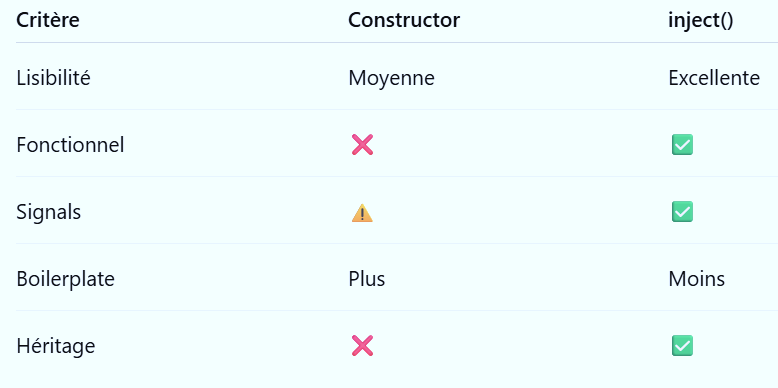 Critère Constructor inject()
Lisibilité Moyenne Excellente
Fonctionnel ❌ ✅
Signals ⚠️ ✅
Boilerplate Plus Moins
Héritage ❌ ✅